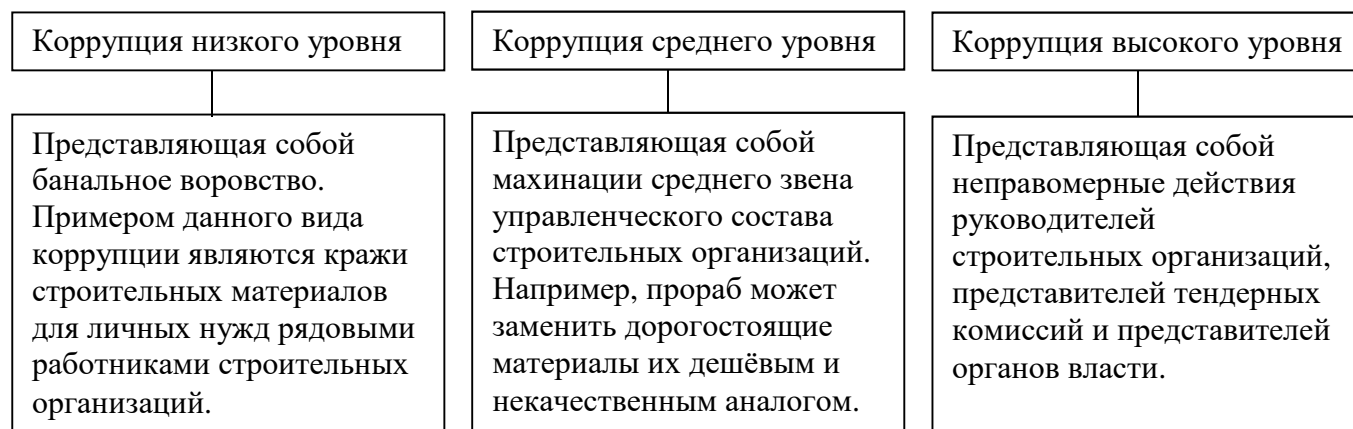 Коррупция низкого уровня
Коррупция среднего уровня
Коррупция высокого уровня
Представляющая собой
банальное воровство.
Примером данного вида
коррупции являются кражи
строительных материалов
для личных нужд рядовыми
работниками строительных
организаций.
Представляющая собой
махинации среднего звена
управленческого состава
строительных организаций.
Например, прораб может
заменить дорогостоящие
материалы их дешёвым и
некачественным аналогом.
Представляющая собой
неправомерные действия
руководителей
строительных организаций,
представителей тендерных
комиссий и представителей
органов власти.